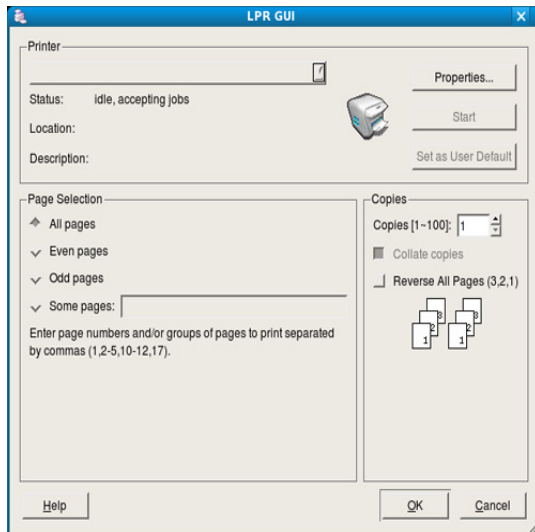 LPR GUI
Printer
Properties...
Status: idle, accepting jobs
Start
Location:
Description:
Set as User Default
Page Selection
All pages
Even pages
Odd pages
Some pages:
Enter page numbers and/or groups of pages to print separated
by commas (1,2-5,10-12,17).
Copies
Copies [1~100]: 1
Collate copies
Reverse All Pages (3,2,1)
3 3
2 2
1 1
Help
OK
Cancel